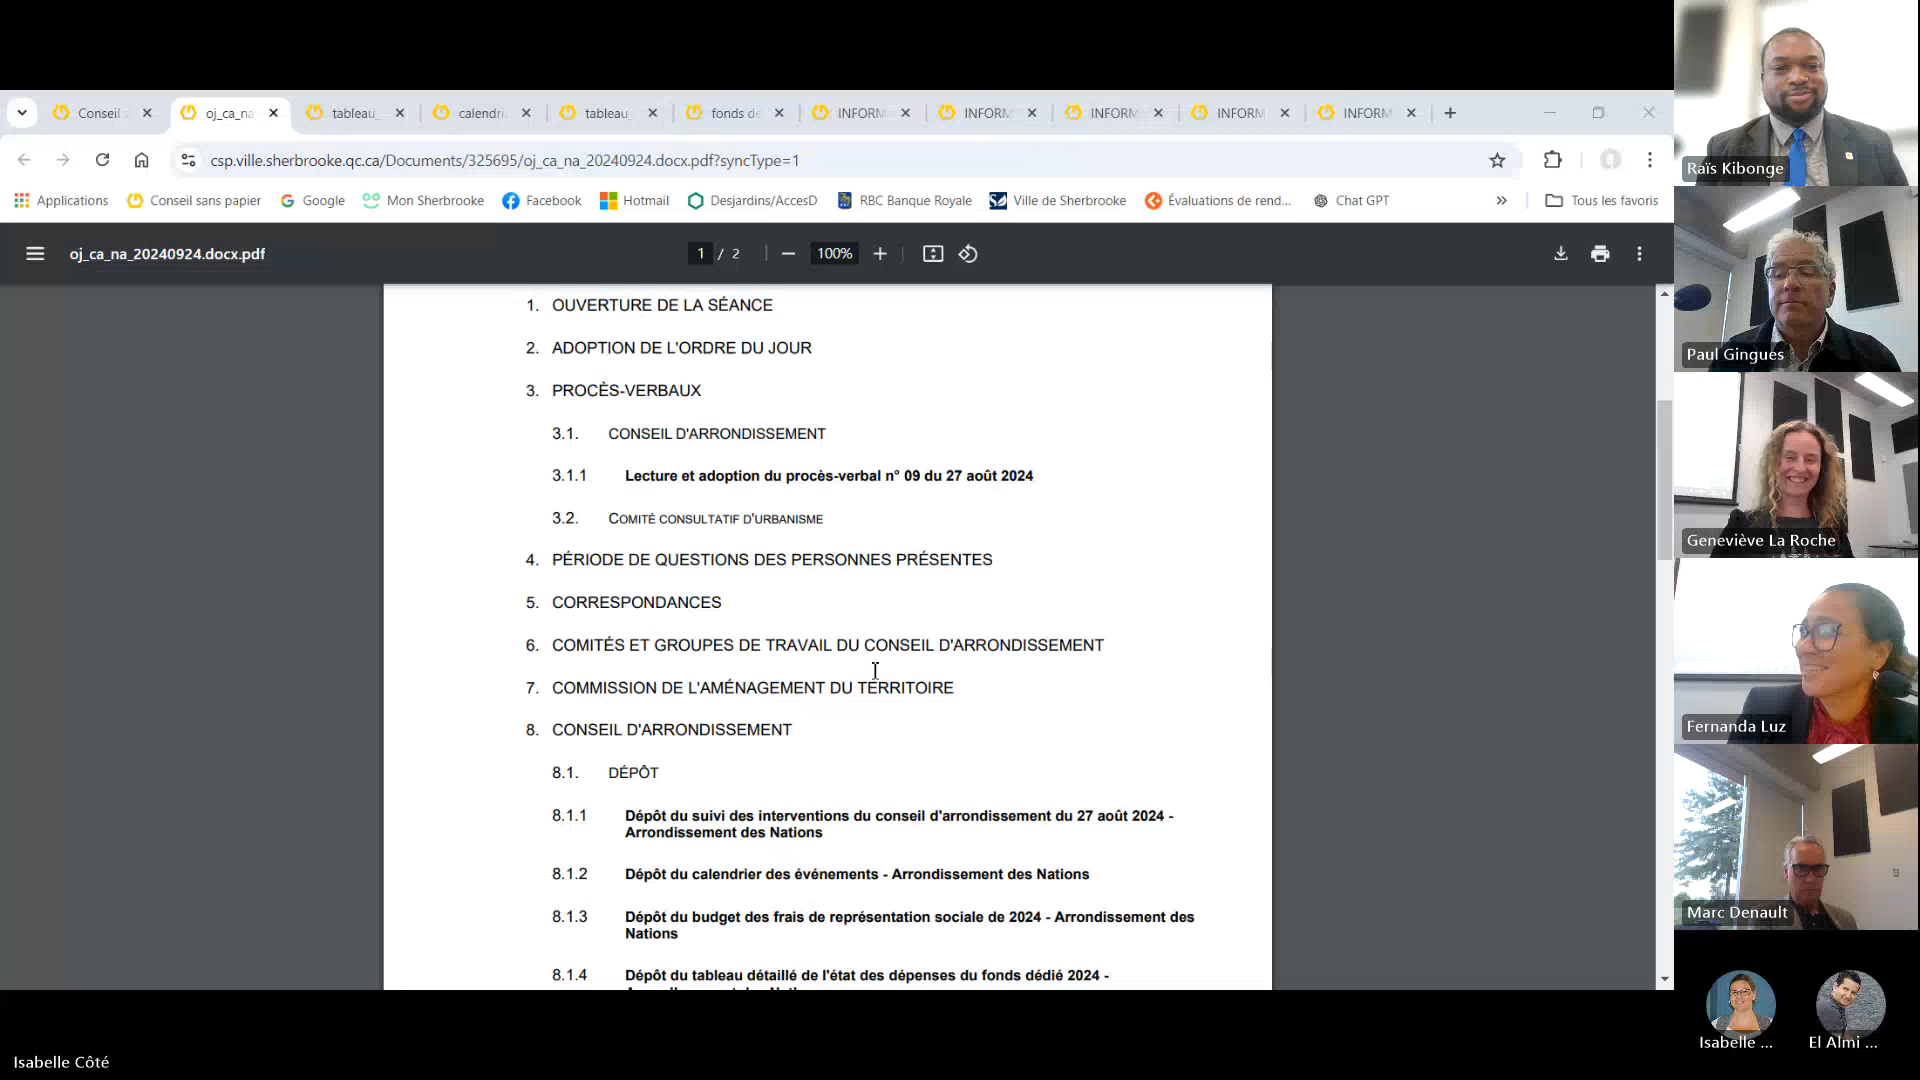 Conseil s
oj_ca_na
tableau_
calendri
tableau_
fonds de
INFORM
INFORM
INFORM
INFORM
INFORM
csp.ville.sherbrooke.qc.ca/Documents/325695/oj_ca_na_20240924.docx.pdf?syncType=1
Applications
Conseil sans papier
Google
Mon Sherbrooke
Facebook
Hotmail
Desjardins/AccesD
RBC Banque Royale
Ville de Sherbrooke
Évaluations de rend...
Chat GPT
»
Tous les favoris
oj_ca_na_20240924.docx.pdf
1 / 2
100%
1. OUVERTURE DE LA SÉANCE
2. ADOPTION DE L'ORDRE DU JOUR
3. PROCÈS-VERBAUX
3.1. CONSEIL D'ARRONDISSEMENT
3.1.1 Lecture et adoption du procès-verbal n° 09 du 27 août 2024
3.2. COMITÉ CONSULTATIF D'URBANISME
4. PÉRIODE DE QUESTIONS DES PERSONNES PRÉSENTES
5. CORRESPONDANCES
6. COMITÉS ET GROUPES DE TRAVAIL DU CONSEIL D'ARRONDISSEMENT
7. COMMISSION DE L'AMÉNAGEMENT DU TERRITOIRE
8. CONSEIL D'ARRONDISSEMENT
8.1. DÉPÔT
8.1.1 Dépôt du suivi des interventions du conseil d'arrondissement du 27 août 2024 -
Arrondissement des Nations
8.1.2 Dépôt du calendrier des événements - Arrondissement des Nations
8.1.3 Dépôt du budget des frais de représentation sociale de 2024 - Arrondissement des
Nations
8.1.4 Dépôt du tableau détaillé de l'état des dépenses du fonds dédié 2024 -
Raïs Kibonge
Paul Gingues
Geneviève La Roche
Fernanda Luz
Marc Denault
Isabelle ...
El Almi ...
Isabelle Côté